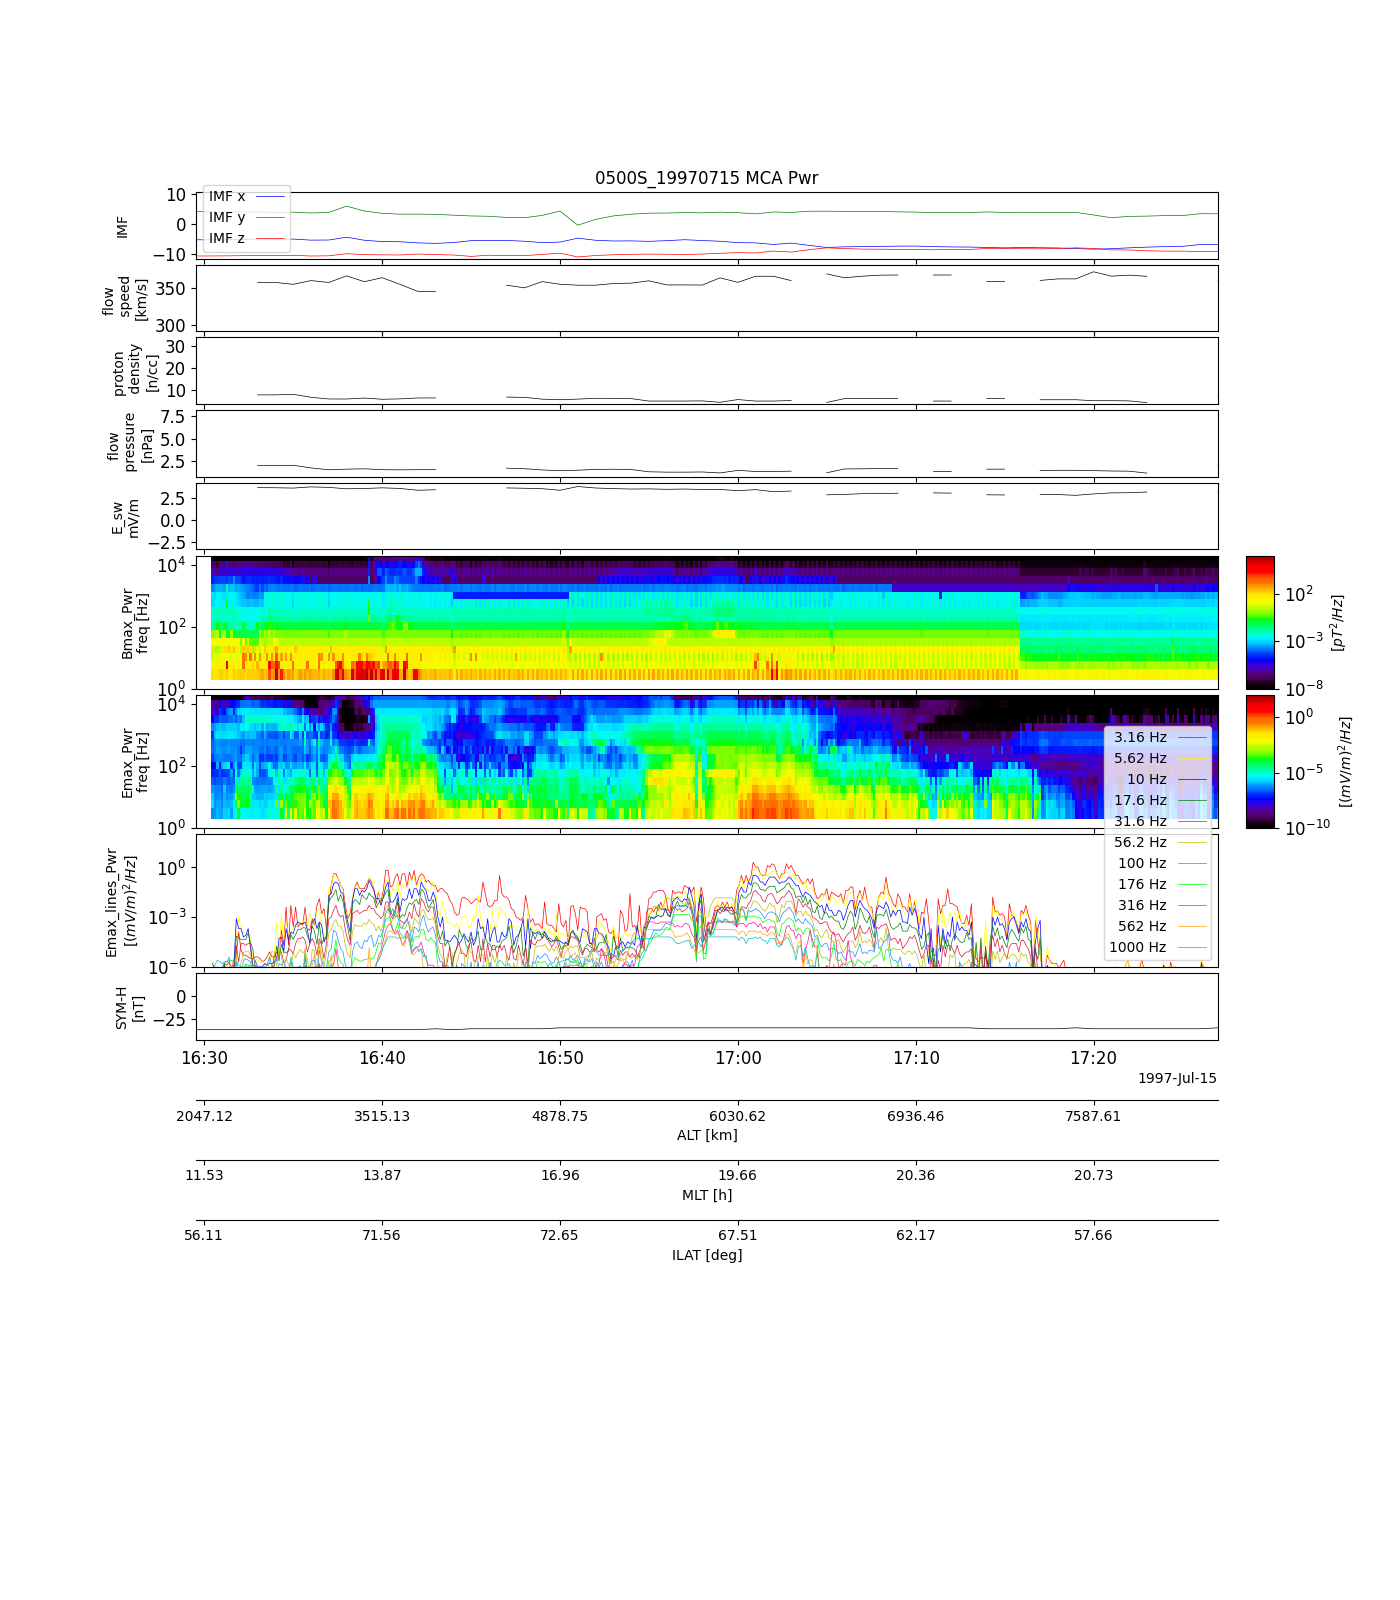 0500S_19970715 MCA Pwr
IMF
10
0
−10
IMF x
IMF y
IMF z
flow
speed
[km/s]
350
300
proton
density
[n/cc]
30
20
10
flow
pressure
[nPa]
7.5
5.0
2.5
E_sw
mV/m
2.5
0.0
−2.5
Bmax_Pwr
freq [Hz]
10^4
10^2
10^0
10^2
10^−3
10^−8
[pT^2/Hz]
Emax_Pwr
freq [Hz]
10^4
10^2
10^0
10^0
10^−5
10^−10
[(mV/m)^2/Hz]
3.16 Hz
5.62 Hz
10 Hz
17.6 Hz
31.6 Hz
56.2 Hz
100 Hz
176 Hz
316 Hz
562 Hz
1000 Hz
Emax_lines_Pwr
[(mV/m)^2/Hz]
10^0
10^−3
10^−6
SYM-H
[nT]
0
−25
16:30 16:40 16:50 17:00 17:10 17:20
1997-Jul-15
2047.12 3515.13 4878.75 6030.62 6936.46 7587.61
ALT [km]
11.53 13.87 16.96 19.66 20.36 20.73
MLT [h]
56.11 71.56 72.65 67.51 62.17 57.66
ILAT [deg]